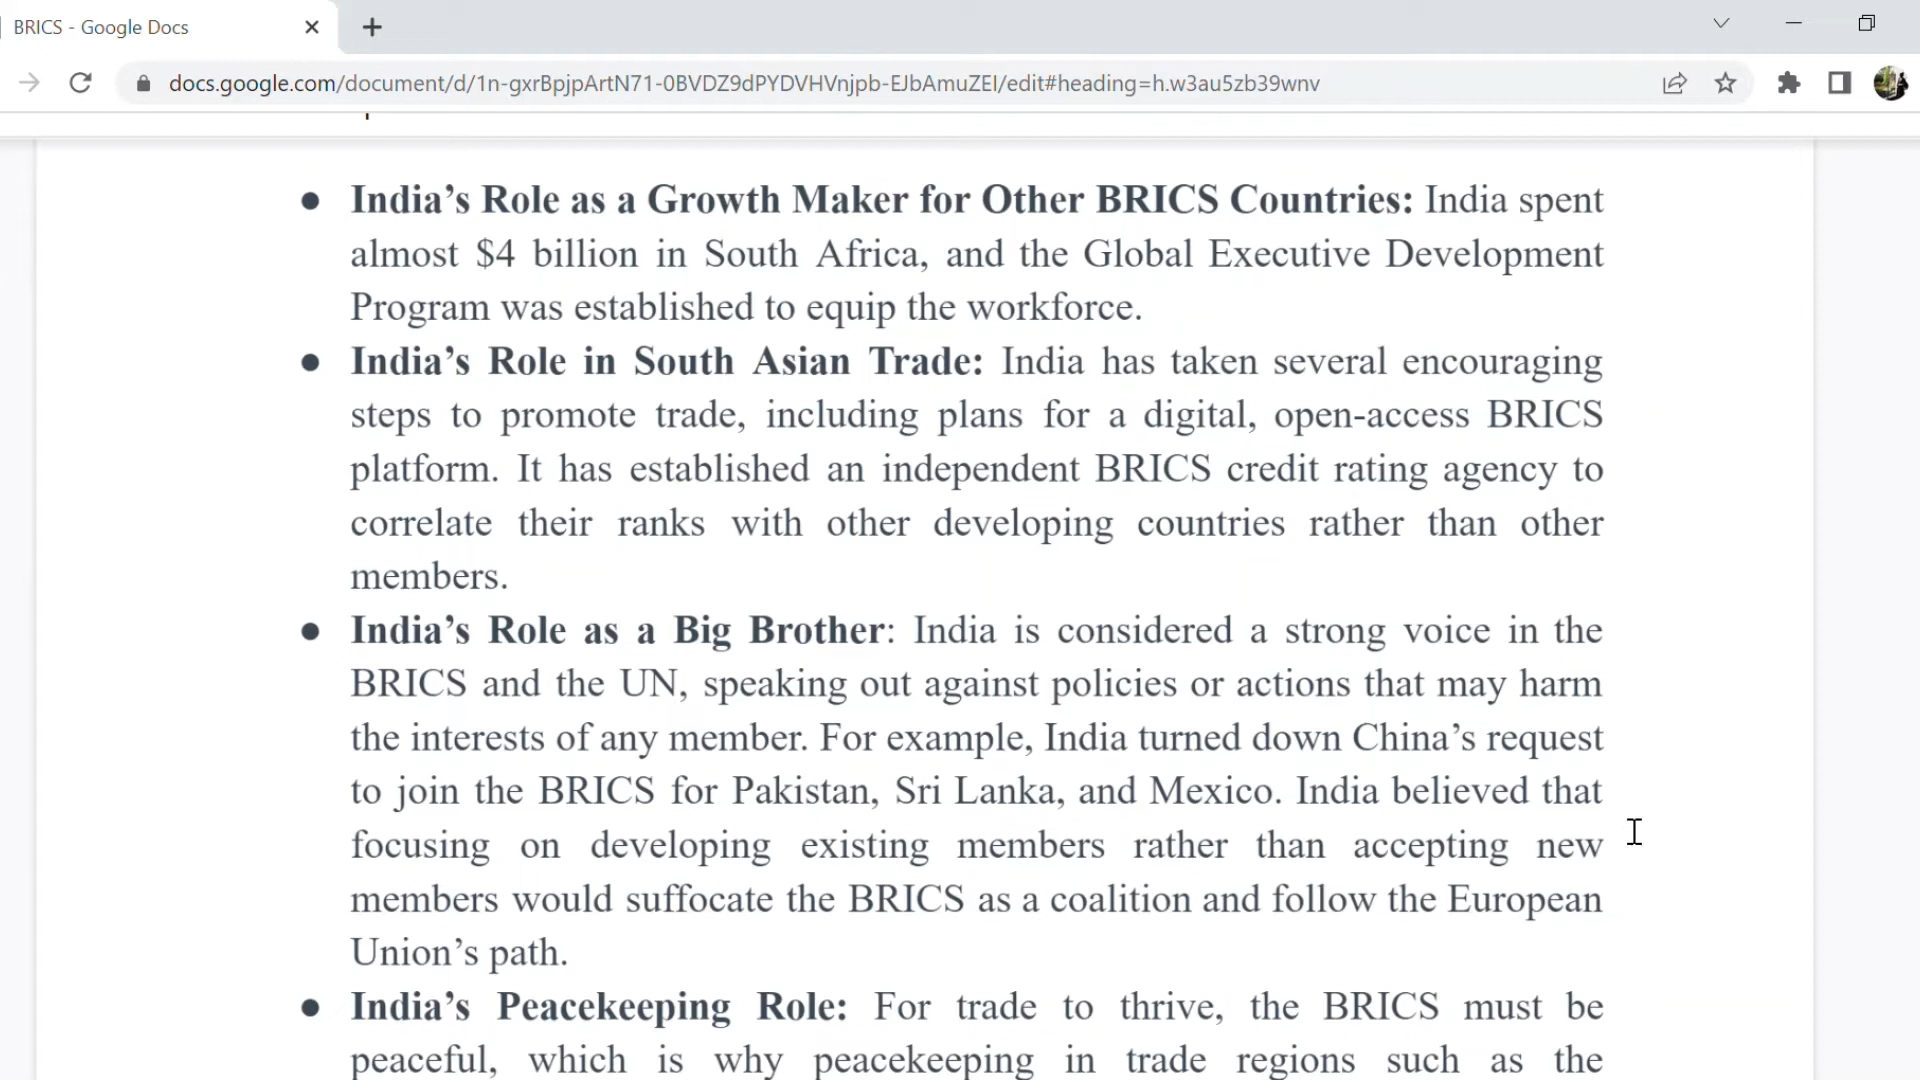 BRICS - Google Docs
docs.google.com/document/d/1n-gxrBpjpArtN71-0BVDZ9dPYDVHVnjpb-EJbAmuZEI/edit#heading=h.w3au5zb39wnv
● India’s Role as a Growth Maker for Other BRICS Countries: India spent
almost $4 billion in South Africa, and the Global Executive Development
Program was established to equip the workforce.
● India’s Role in South Asian Trade: India has taken several encouraging
steps to promote trade, including plans for a digital, open-access BRICS
platform. It has established an independent BRICS credit rating agency to
correlate their ranks with other developing countries rather than other
members.
● India’s Role as a Big Brother: India is considered a strong voice in the
BRICS and the UN, speaking out against policies or actions that may harm
the interests of any member. For example, India turned down China’s request
to join the BRICS for Pakistan, Sri Lanka, and Mexico. India believed that
focusing on developing existing members rather than accepting new
members would suffocate the BRICS as a coalition and follow the European
Union’s path.
● India’s Peacekeeping Role: For trade to thrive, the BRICS must be
peaceful, which is why peacekeeping in trade regions such as the